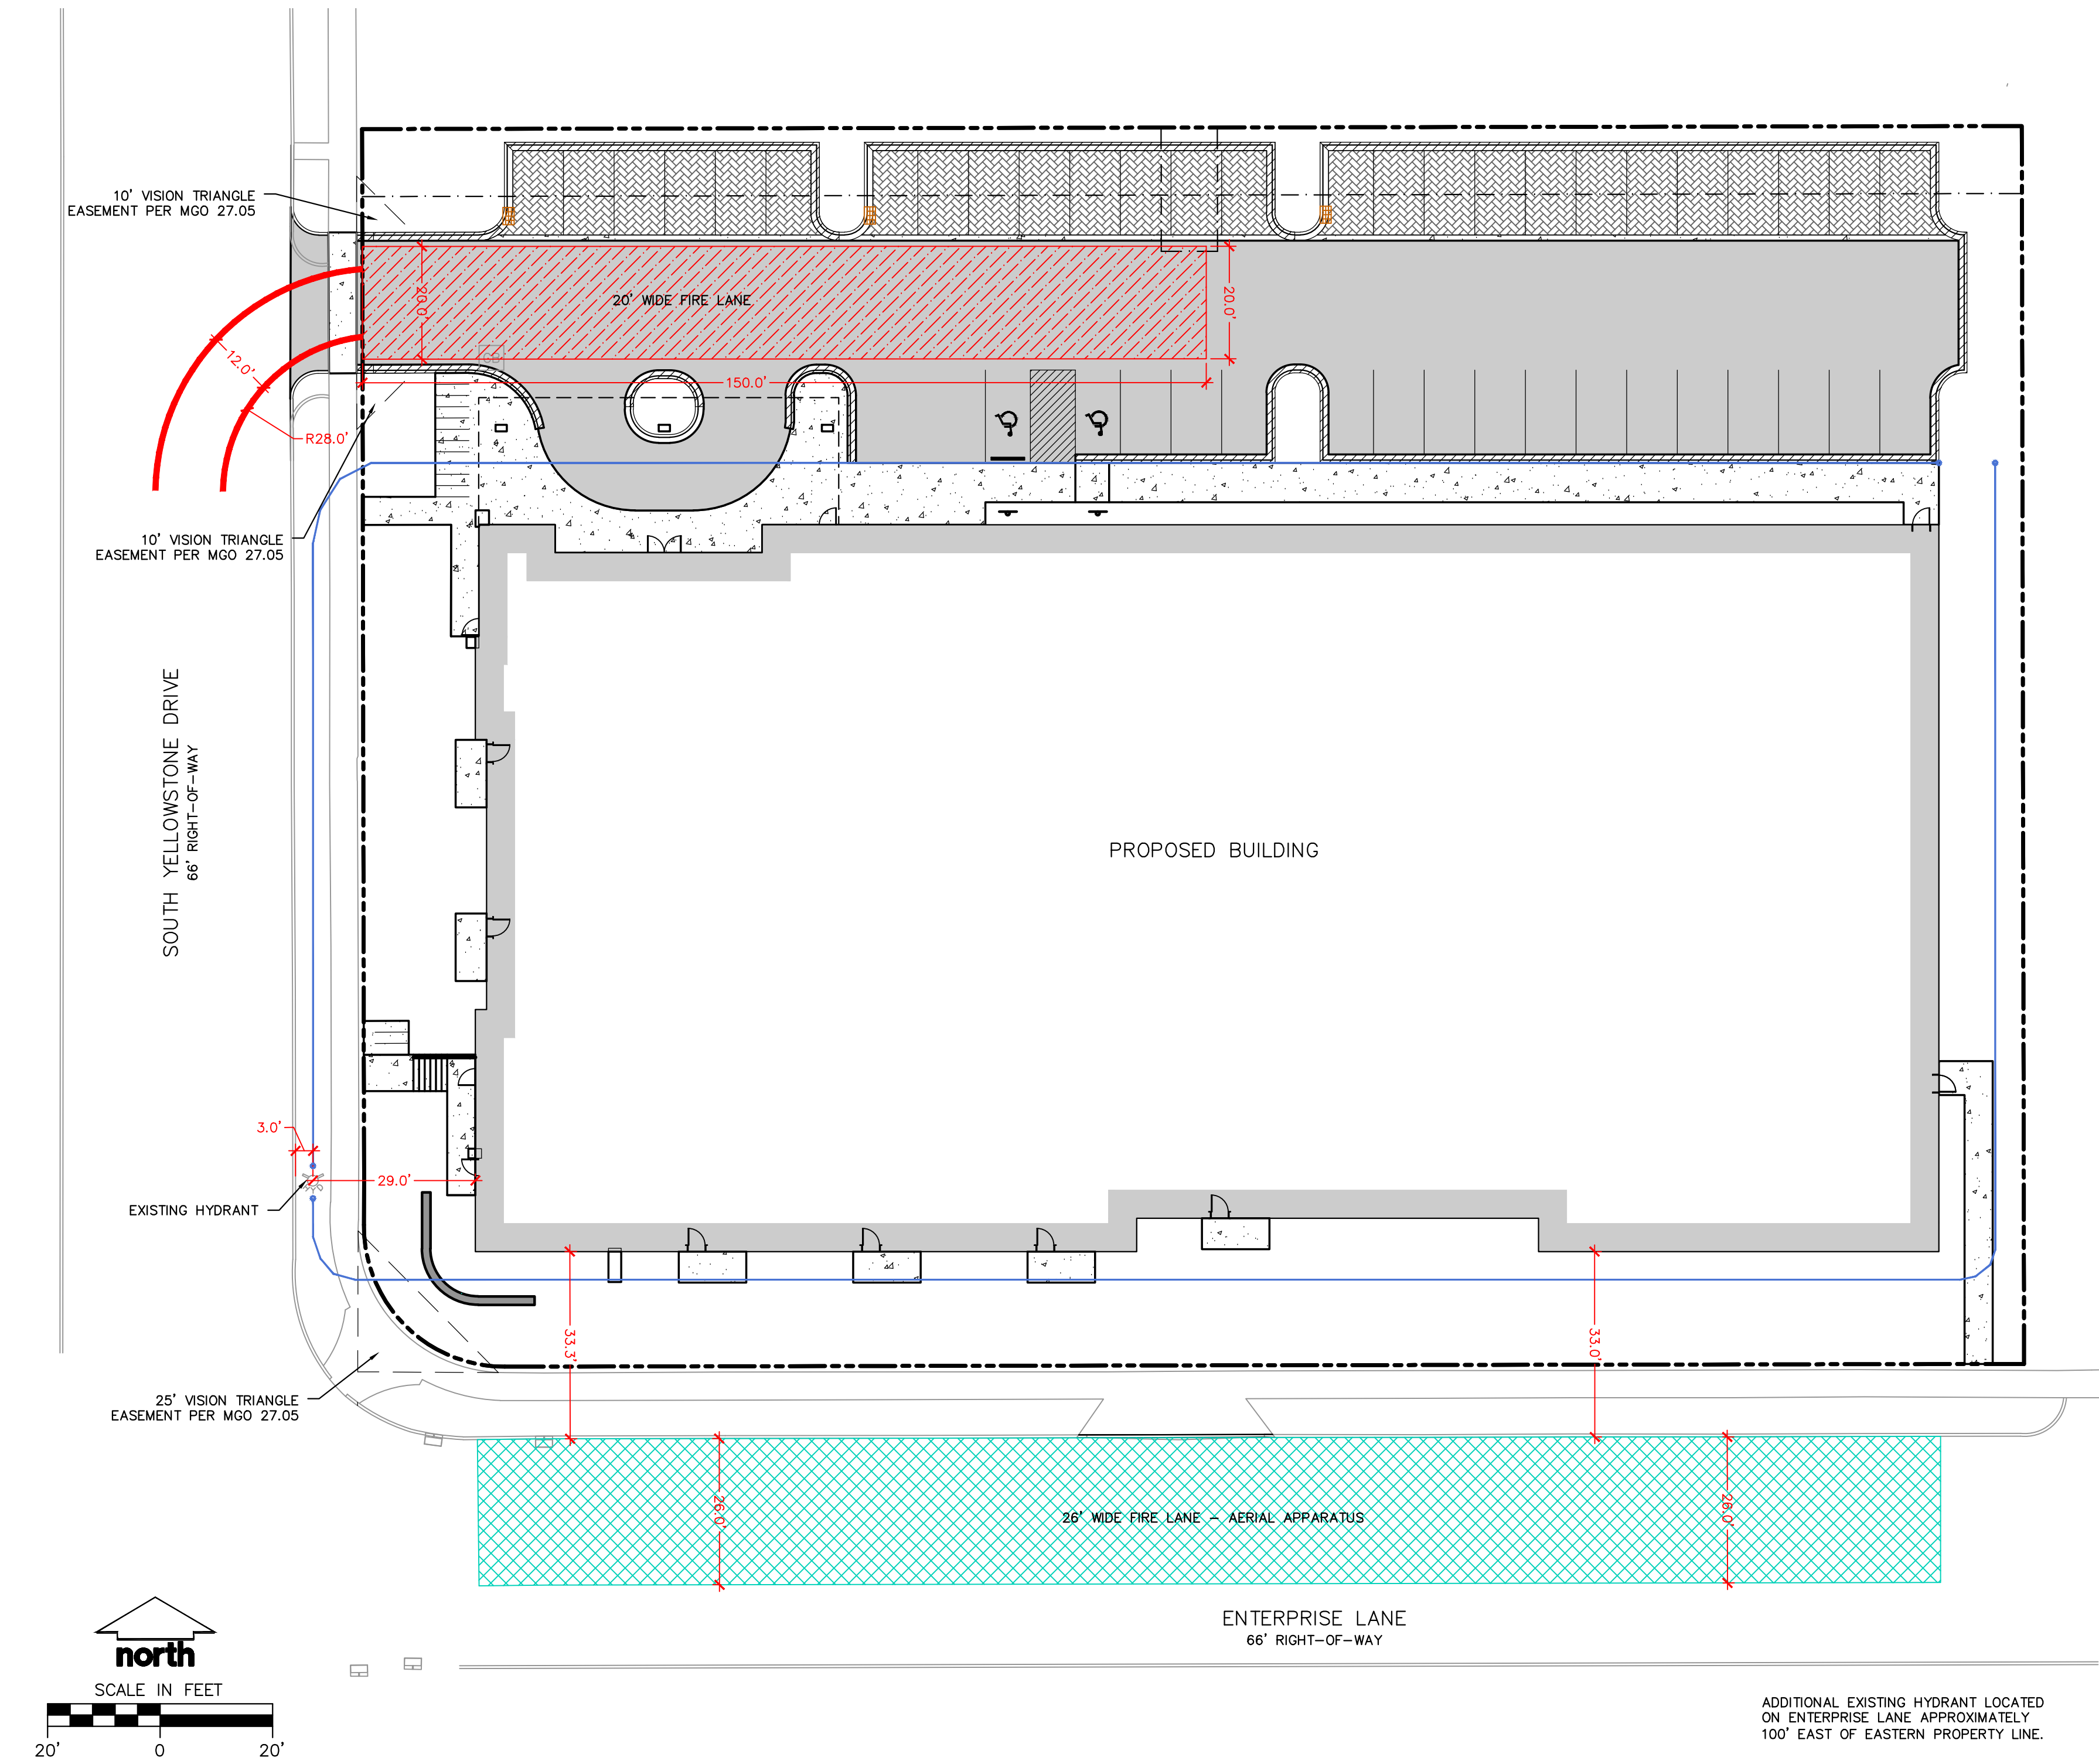 10' VISION TRIANGLE
EASEMENT PER MGO 27.05
20.0'
20' WIDE FIRE LANE
20.0'
12.0'
CB
150.0'
R28.0'
10' VISION TRIANGLE
EASEMENT PER MGO 27.05
SOUTH YELLOWSTONE DRIVE
66' RIGHT-OF-WAY
PROPOSED BUILDING
3.0'
29.0'
EXISTING HYDRANT
33.3'
33.0'
25' VISION TRIANGLE
EASEMENT PER MGO 27.05
26.0'
26' WIDE FIRE LANE - AERIAL APPARATUS
26.0'
ENTERPRISE LANE
66' RIGHT-OF-WAY
north
SCALE IN FEET
20' 0 20'
ADDITIONAL EXISTING HYDRANT LOCATED
ON ENTERPRISE LANE APPROXIMATELY
100' EAST OF EASTERN PROPERTY LINE.